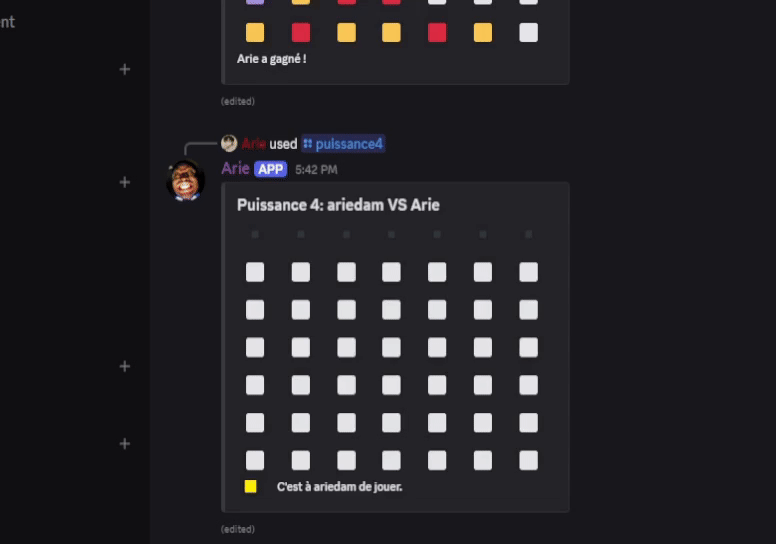 nt
Arie a gagné !
(edited)
Arie used puissance4
Arie APP 5:42 PM
Puissance 4: ariedam VS Arie
C'est à ariedam de jouer.
(edited)